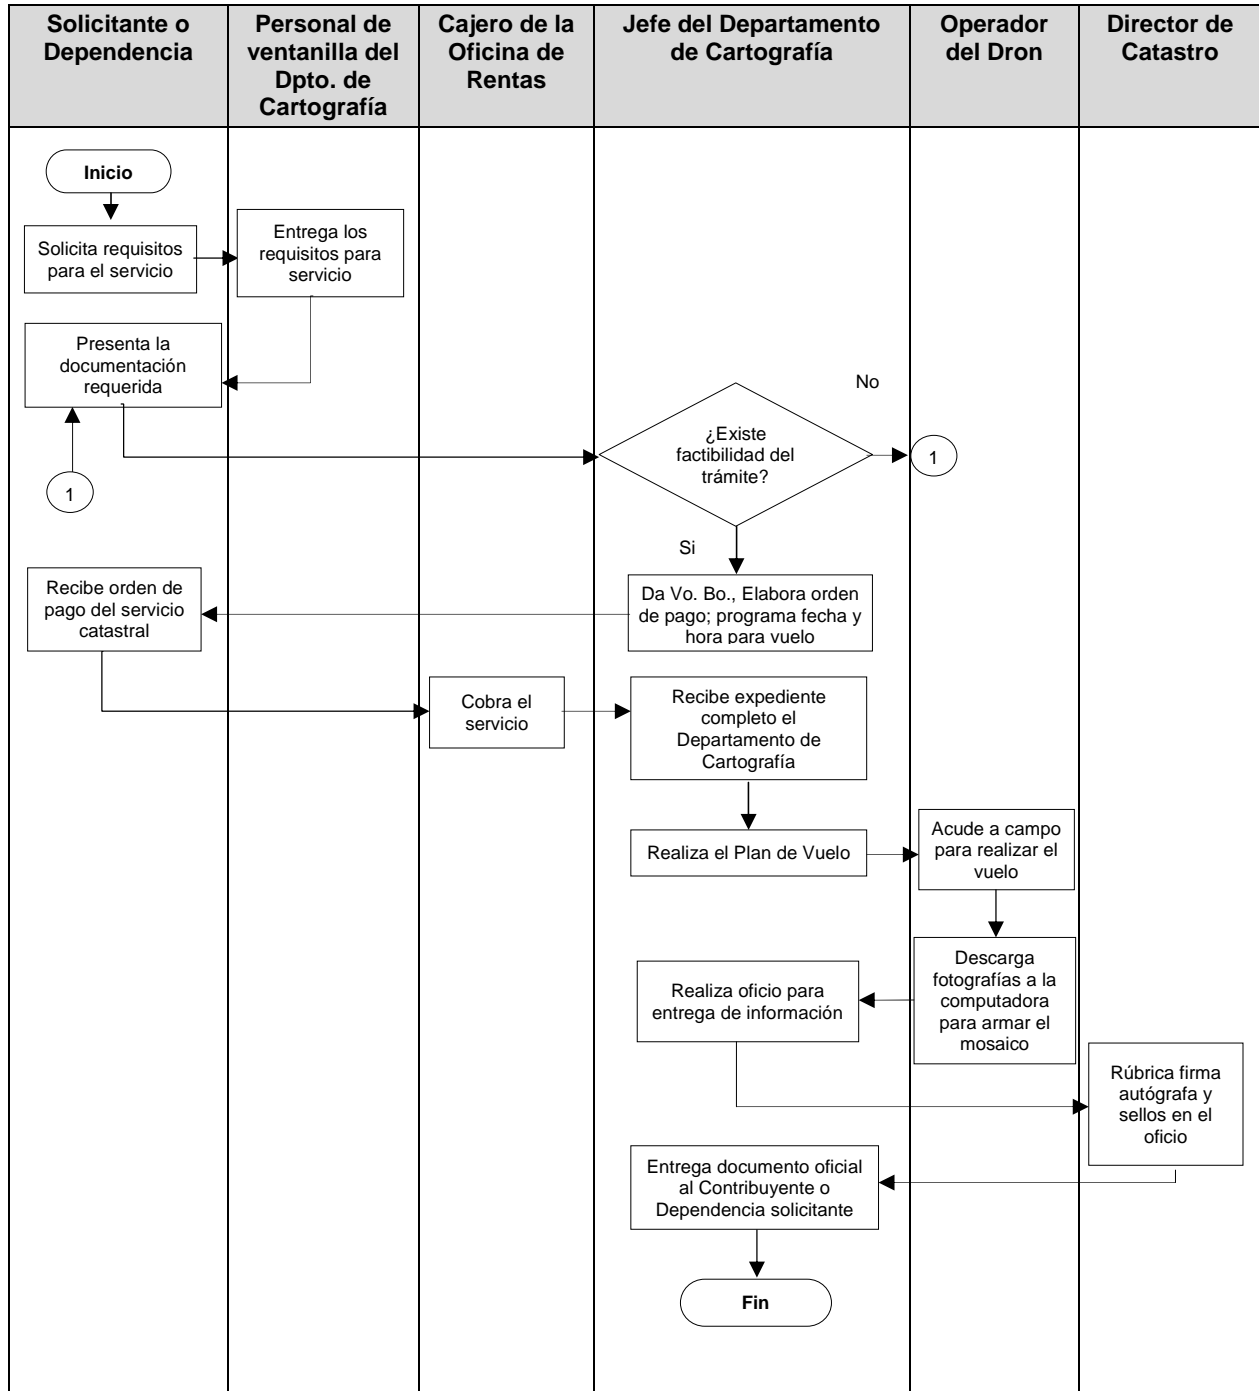 Solicitante o
Dependencia
Personal de
ventanilla del
Dpto. de
Cartografía
Cajero de la
Oficina de
Rentas
Jefe del Departamento
de Cartografía
Operador
del Dron
Director de
Catastro
Inicio
Solicita requisitos
para el servicio
Entrega los
requisitos para
servicio
Presenta la
documentación
requerida
1
¿Existe
factibilidad del
trámite?
No
1
Si
Da Vo. Bo., Elabora orden
de pago; programa fecha y
hora para vuelo
Recibe orden de
pago del servicio
catastral
Cobra el
servicio
Recibe expediente
completo el
Departamento de
Cartografía
Realiza el Plan de Vuelo
Acude a campo
para realizar el
vuelo
Descarga
fotografías a la
computadora
para armar el
mosaico
Realiza oficio para
entrega de información
Rúbrica firma
autógrafa y
sellos en el
oficio
Entrega documento oficial
al Contribuyente o
Dependencia solicitante
Fin